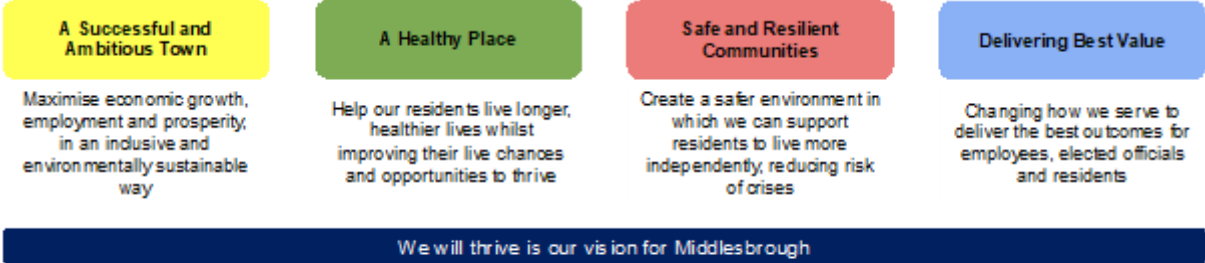 A Successful and
Ambitious Town
Maximise economic growth,
employment and prosperity,
in an inclusive and
environmentally sustainable
way
A Healthy Place
Help our residents live longer,
healthier lives whilst
improving their live chances
and opportunities to thrive
Safe and Resilient
Communities
Create a safer environment in
which we can support
residents to live more
independently, reducing risk
of crises
Delivering Best Value
Changing how we serve to
deliver the best outcomes for
employees, elected officials
and residents
We will thrive is our vision for Middlesbrough